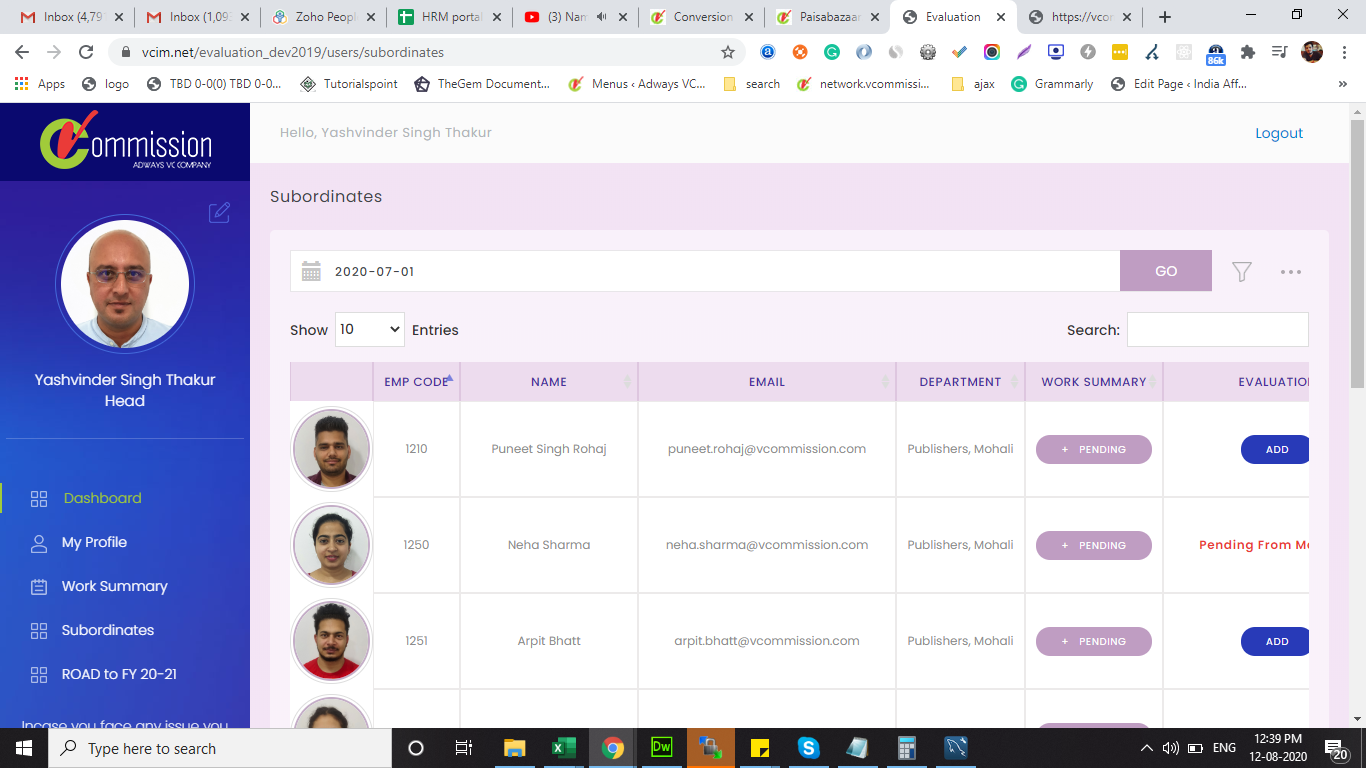 Inbox (4,79
Inbox (1,093
Zoho Peopl
HRM portal
(3) Nam
Conversion
Paisabazaar
Evaluation
https://vcor
vcim.net/evaluation_dev2019/users/subordinates
86k
Apps
logo
TBD 0-0(0) TBD 0-0...
Tutorialspoint
TheGem Document...
Menus ‹ Adways VC...
search
network.vcommissi...
ajax
Grammarly
Edit Page ‹ India Aff...
»
vCommission
ADWAYS VC COMPANY
Hello, Yashvinder Singh Thakur
Logout
Yashvinder Singh Thakur
Head
Dashboard
My Profile
Work Summary
Subordinates
ROAD to FY 20-21
Incase you face any issue you
Subordinates
2020-07-01
GO
Show 10 Entries
Search:
EMP CODE NAME EMAIL DEPARTMENT WORK SUMMARY EVALUATION
1210 Puneet Singh Rohaj puneet.rohaj@vcommission.com Publishers, Mohali + PENDING ADD
1250 Neha Sharma neha.sharma@vcommission.com Publishers, Mohali + PENDING Pending From Me
1251 Arpit Bhatt arpit.bhatt@vcommission.com Publishers, Mohali + PENDING ADD
Type here to search
Dw
ENG
12:39 PM
12-08-2020
20